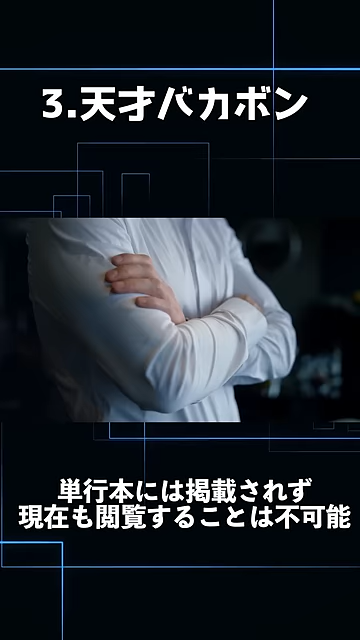 3.天才バカボン
単行本には掲載されず
現在も閲覧することは不可能